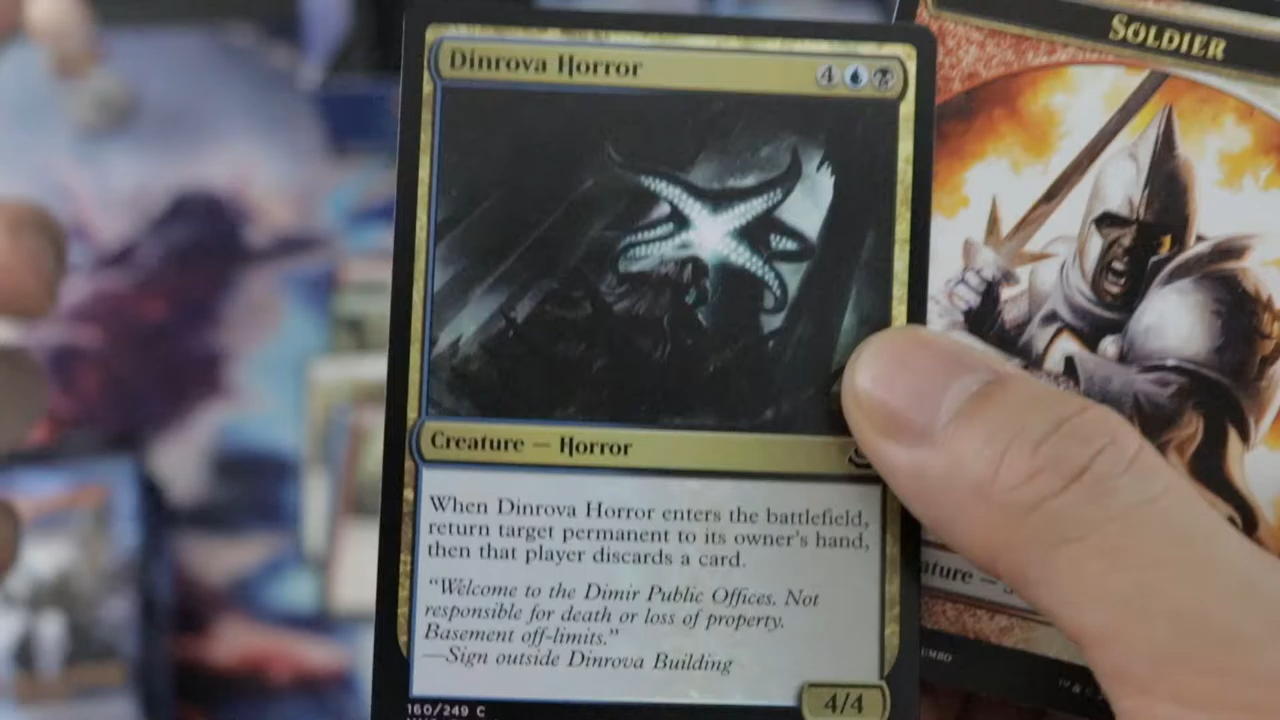 Dinrova Horror 4
Creature — Horror
When Dinrova Horror enters the battlefield,
return target permanent to its owner's hand,
then that player discards a card.
"Welcome to the Dimir Public Offices. Not
responsible for death or loss of property.
Basement off-limits."
—Sign outside Dinrova Building
4/4
160/249 C
SOLDIER